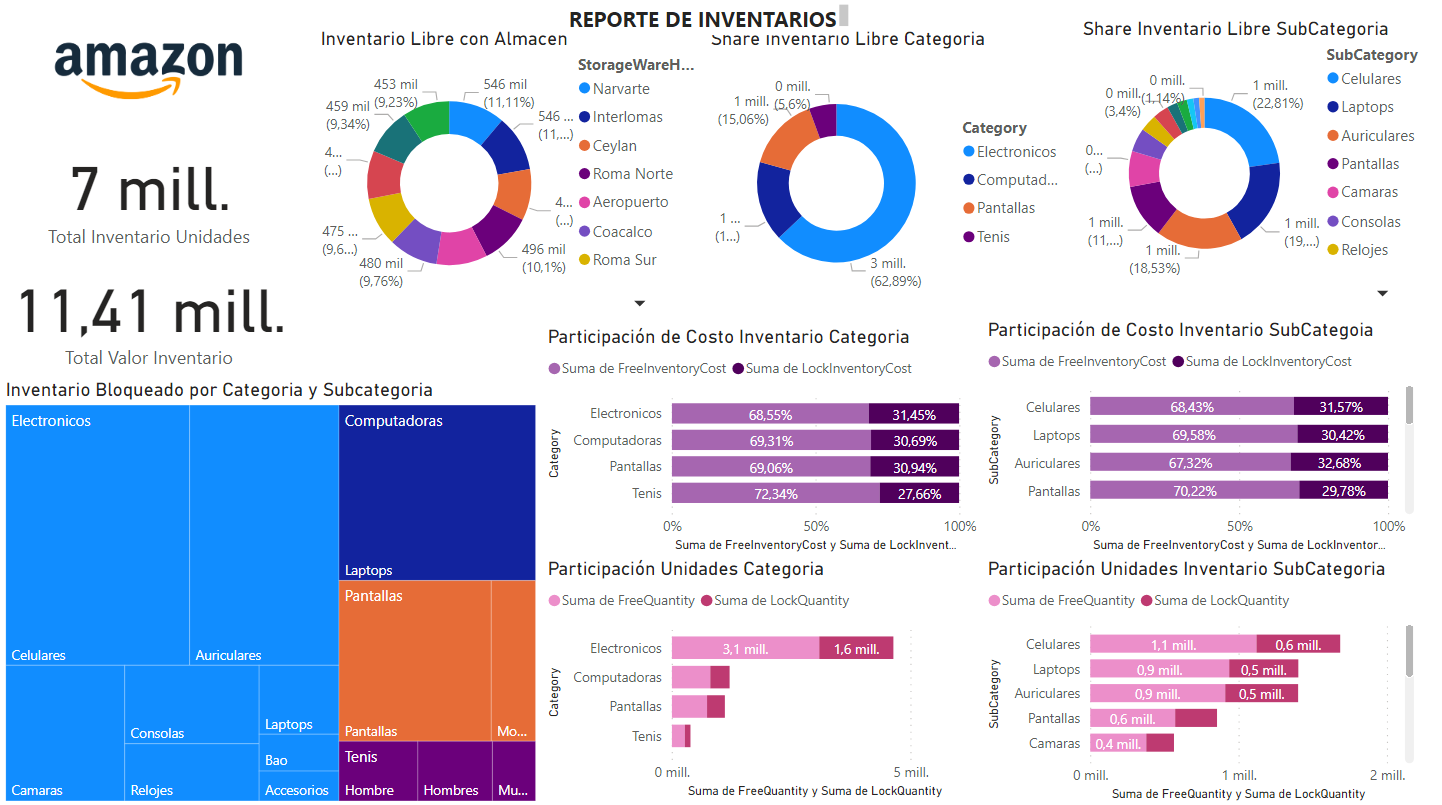 REPORTE DE INVENTARIOS
amazon
7 mill.
Total Inventario Unidades
11,41 mill.
Total Valor Inventario
Inventario Libre con Almacen
453 mil
(9,23%)
546 mil
(11,11%)
459 mil
(9,34%)
546 ...
(11,...)
4...
(...)
4...
(...)
475 ...
(9,6...)
496 mil
(10,1%)
480 mil
(9,76%)
StorageWareH...
Narvarte
Interlomas
Ceylan
Roma Norte
Aeropuerto
Coacalco
Roma Sur
Share Inventario Libre Categoria
0 mill.
(5,6%)
1 mill.
(15,06%)
1 ...
(1...)
3 mill.
(62,89%)
Category
Electronicos
Computad...
Pantallas
Tenis
Share Inventario Libre SubCategoria
0 mill.
(1,14%)
0 mill.
(3,4%)
1 mill.
(22,81%)
0...
(...)
1 mill.
(11,...)
1 mill.
(19,...)
1 mill.
(18,53%)
SubCategory
Celulares
Laptops
Auriculares
Pantallas
Camaras
Consolas
Relojes
Inventario Bloqueado por Categoria y Subcategoria
Electronicos
Celulares
Auriculares
Camaras
Consolas
Relojes
Laptops
Bao
Accesorios
Computadoras
Laptops
Pantallas
Pantallas
Mo...
Tenis
Hombre
Hombres
Mu...
Participación de Costo Inventario Categoria
Suma de FreeInventoryCost Suma de LockInventoryCost
Category
Electronicos 68,55% 31,45%
Computadoras 69,31% 30,69%
Pantallas 69,06% 30,94%
Tenis 72,34% 27,66%
0% 50% 100%
Suma de FreeInventoryCost y Suma de LockInvent...
Participación de Costo Inventario SubCategoia
Suma de FreeInventoryCost Suma de LockInventoryCost
SubCategory
Celulares 68,43% 31,57%
Laptops 69,58% 30,42%
Auriculares 67,32% 32,68%
Pantallas 70,22% 29,78%
0% 50% 100%
Suma de FreeInventoryCost y Suma de LockInventor...
Participación Unidades Categoria
Suma de FreeQuantity Suma de LockQuantity
Category
Electronicos 3,1 mill. 1,6 mill.
Computadoras
Pantallas
Tenis
0 mill. 5 mill.
Suma de FreeQuantity y Suma de LockQuantity
Participación Unidades Inventario SubCategoria
Suma de FreeQuantity Suma de LockQuantity
SubCategory
Celulares 1,1 mill. 0,6 mill.
Laptops 0,9 mill. 0,5 mill.
Auriculares 0,9 mill. 0,5 mill.
Pantallas 0,6 mill.
Camaras 0,4 mill.
0 mill. 1 mill. 2 mill.
Suma de FreeQuantity y Suma de LockQuantity